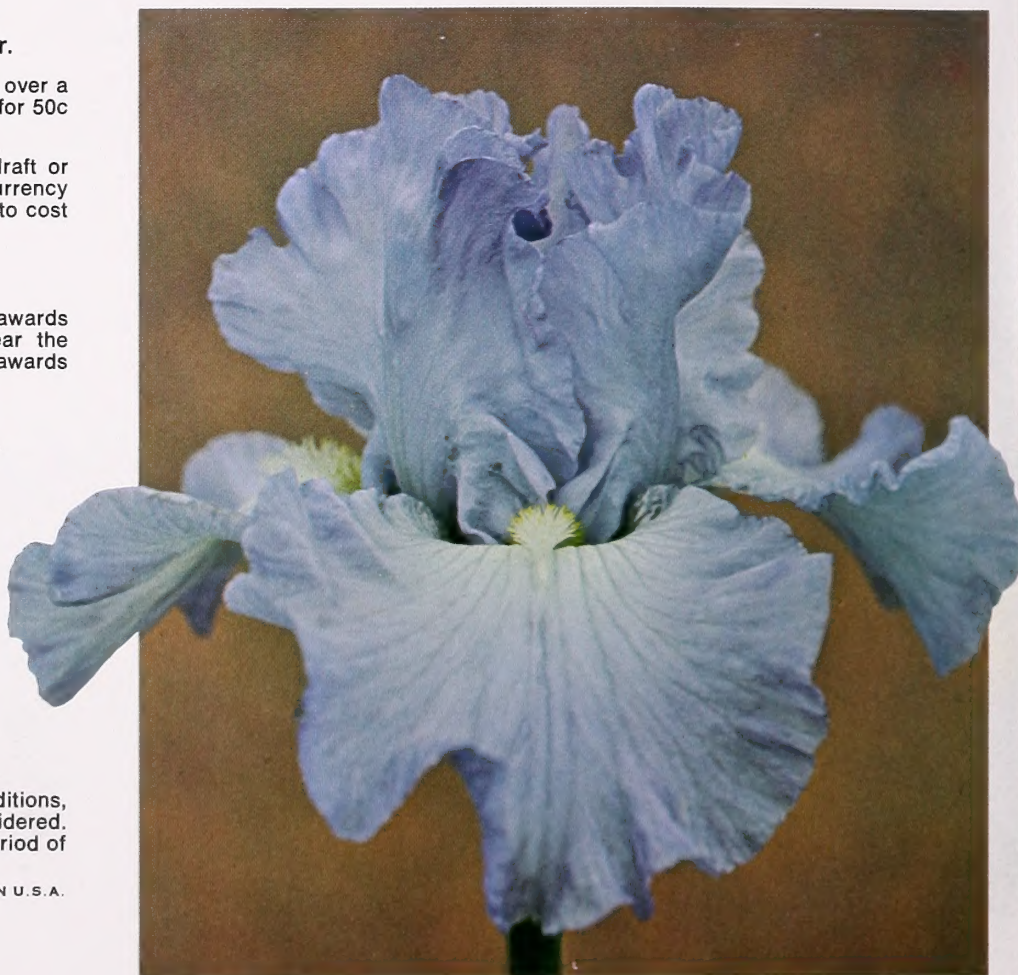 r.
over a
for 50c
draft or
urrency
to cost
awards
ear the
awards
ditions,
idered.
riod of
N U.S.A.